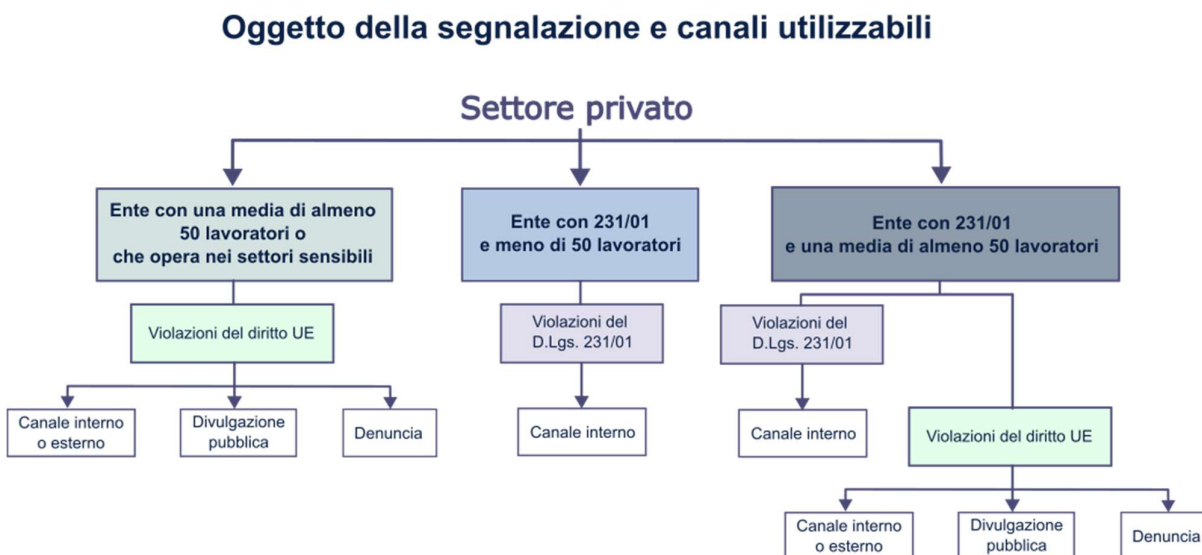 Oggetto della segnalazione e canali utilizzabili
Settore privato
Ente con una media di almeno
50 lavoratori o
che opera nei settori sensibili
Ente con 231/01
e meno di 50 lavoratori
Ente con 231/01
e una media di almeno 50 lavoratori
Violazioni del diritto UE
Violazioni del
D.Lgs. 231/01
Violazioni del
D.Lgs. 231/01
Canale interno
o esterno
Divulgazione
pubblica
Denuncia
Canale interno
Canale interno
Violazioni del diritto UE
Canale interno
o esterno
Divulgazione
pubblica
Denuncia